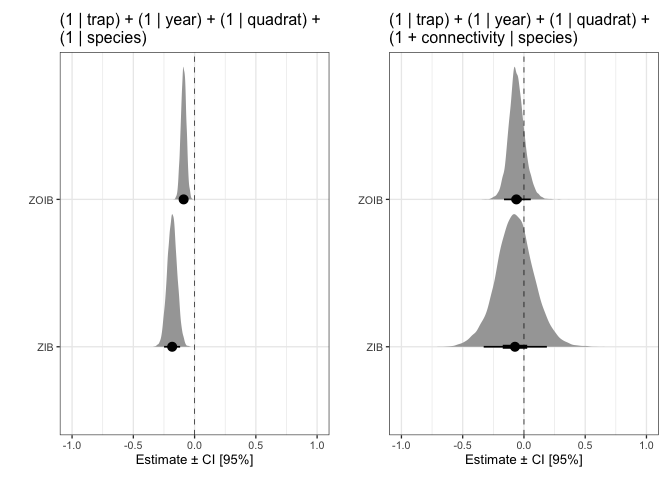 (1 | trap) + (1 | year) + (1 | quadrat) +
(1 | species)
ZOIB
ZIB
-1.0 -0.5 0.0 0.5 1.0
Estimate ± CI [95%]
(1 | trap) + (1 | year) + (1 | quadrat) +
(1 + connectivity | species)
ZOIB
ZIB
-1.0 -0.5 0.0 0.5 1.0
Estimate ± CI [95%]